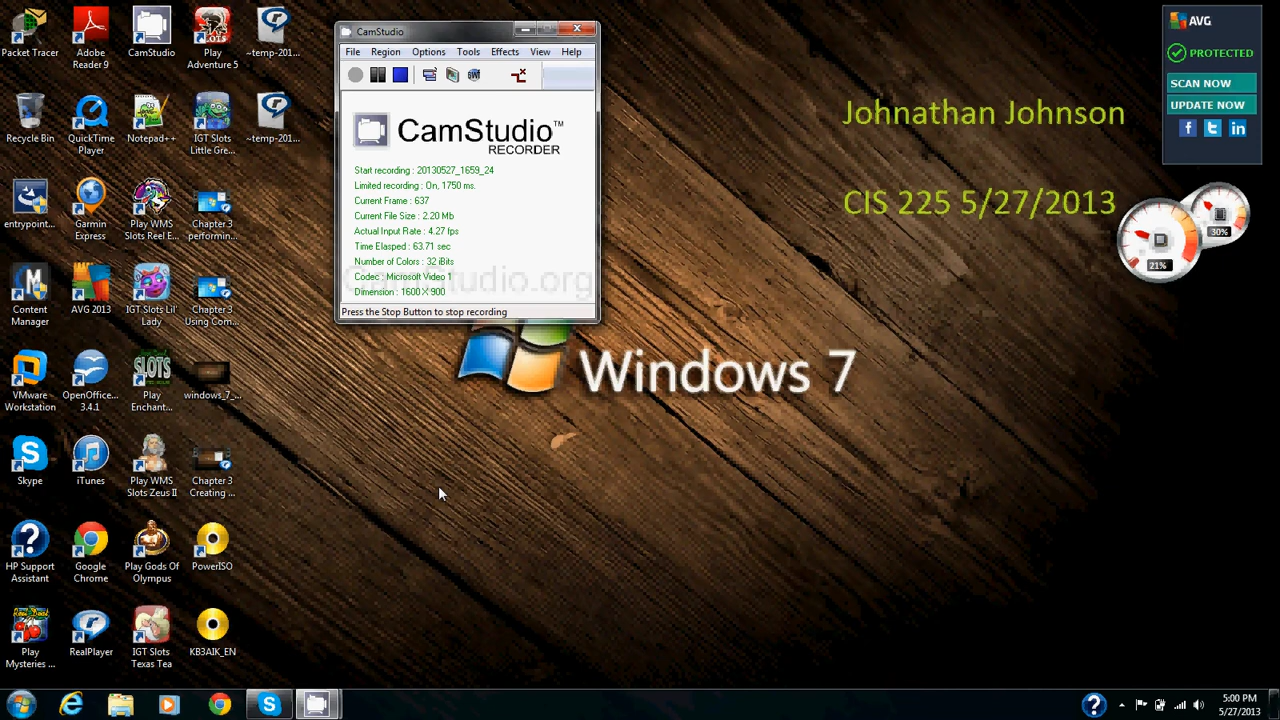 Packet Tracer
Adobe Reader 9
CamStudio
Play Adventure 5
~temp-201...
Recycle Bin
QuickTime Player
Notepad++
IGT Slots Little Gre...
~temp-201...
entrypoint...
Garmin Express
Play WMS Slots Reel E...
Chapter 3 performin...
Content Manager
AVG 2013
IGT Slots Lil' Lady
Chapter 3 Using Com...
VMware Workstation
OpenOffice... 3.4.1
SLOTS
Play Enchant...
windows_7_...
Skype
iTunes
Play WMS Slots Zeus II
Chapter 3 Creating ...
HP Support Assistant
Google Chrome
Play Gods Of Olympus
PowerISO
Play Mysteries ...
RealPlayer
IGT Slots Texas Tea
KB3AIK_EN
CamStudio
File Region Options Tools Effects View Help
CamStudio™
RECORDER
Start recording : 20130527_1659_24
Limited recording : On, 1750 ms.
Current Frame : 637
Current File Size : 2.20 Mb
Actual Input Rate : 4.27 fps
Time Elasped : 63.71 sec
Number of Colors : 32 iBits
CamStudio.org
Codec : Microsoft Video 1
Dimension : 1600 X 900
Press the Stop Button to stop recording
Windows 7
Johnathan Johnson
CIS 225 5/27/2013
AVG
PROTECTED
SCAN NOW
UPDATE NOW
30%
21%
5:00 PM
5/27/2013